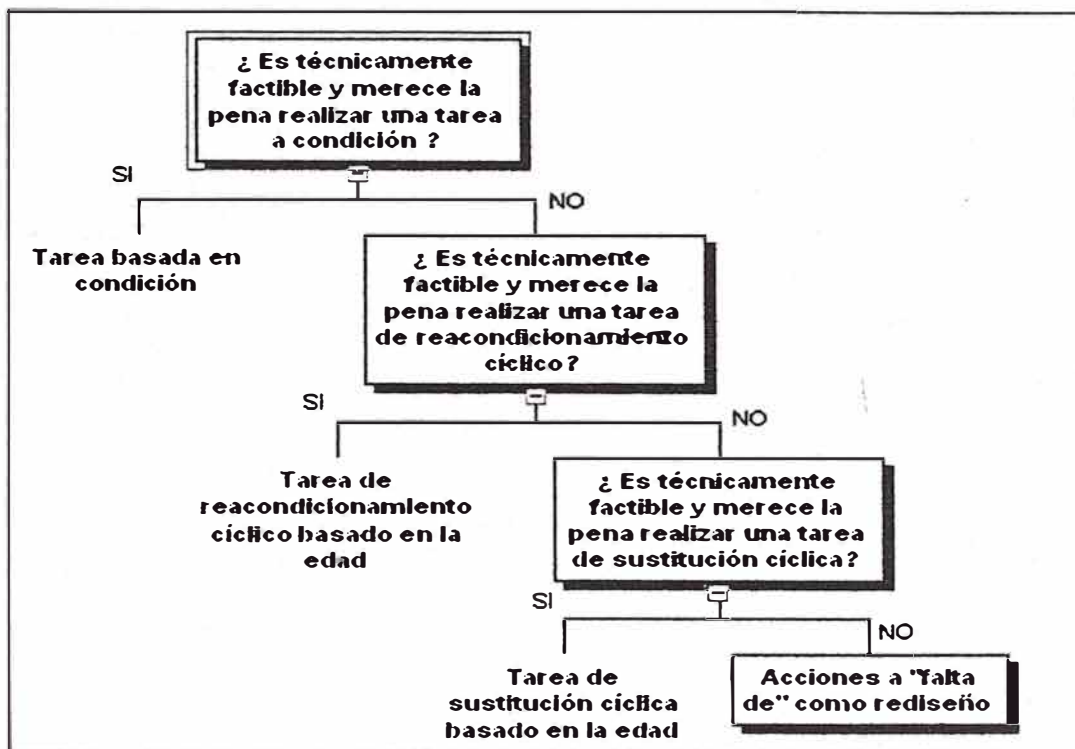 ¿ Es técnicamente
factible y merece la
pena realizar una tarea
a condición ?
SI
NO
Tarea basada en
condición
¿ Es técnicamente
factible y merece la
pena realizar una tarea
de reacondicionamiento
cíclico?
SI
NO
Tarea de
reacondicionamiento
cíclico basado en la
edad
¿ Es técnicamente
factible y merece la
pena realizar una tarea
de sustitución cíclica?
SI
NO
Tarea de
sustitución cíclica
basado en la edad
Acciones a "falta
de" como rediseño